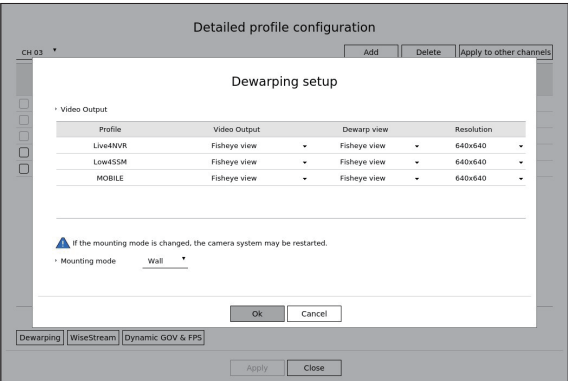 Detailed profile configuration
CH 03
Add Delete Apply to other channels
Dewarping setup
Video Output
Profile Video Output Dewarp view Resolution
Live4NVR Fisheye view Fisheye view 640x640
Low4SSM Fisheye view Fisheye view 640x640
MOBILE Fisheye view Fisheye view 640x640
If the mounting mode is changed, the camera system may be restarted.
Mounting mode Wall
Ok Cancel
Dewarping WiseStream Dynamic GOV & FPS
Apply Close